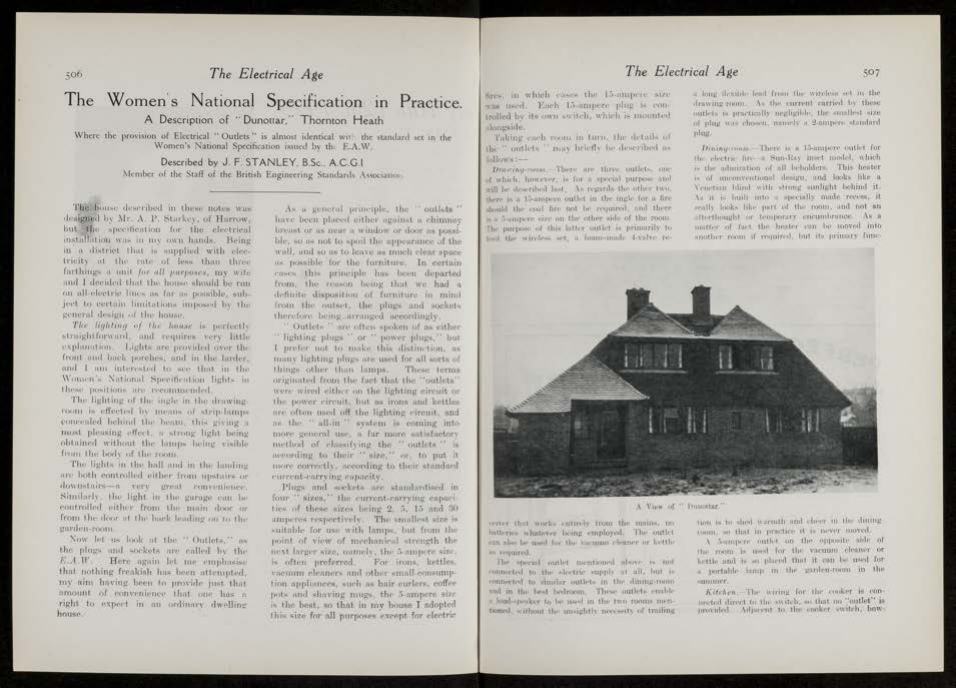 506
The Electrical Age
The Women's National Specification in Practice.
A Description of "Dunottar," Thornton Heath
Where the provision of Electrical "Outlets" is almost identical with the standard set in the
Women's National Specification issued by the E.A.W.
Described by J. F. STANLEY, B.Sc., A.C.G.I
Member of the Staff of the British Engineering Standards Association.
The house described in these notes was
designed by Mr. A. P. Starkey, of Harrow,
but the specification for the electrical
installation was in my own hands. Being
in a district that is supplied with elec-
tricity at the rate of less than three
farthings a unit for all purposes, my wife
and I decided that the house should be run
on all-electric lines as far as possible, sub-
ject to certain limitations imposed by the
general design of the house.
The lighting of the house is perfectly
straightforward, and requires very little
explanation. Lights are provided over the
front and back porches, and in the larder,
and I am interested to see that in the
Women's National Specification lights in
these positions are recommended.
The lighting of the ingle in the drawing-
room is effected by means of strip-lamps
concealed behind the beam, this giving a
most pleasing effect, a strong light being
obtained without the lamps being visible
from the body of the room.
The lights in the hall and in the landing
are both controlled either from upstairs or
downstairs—a very great convenience.
Similarly, the light in the garage can be
controlled either from the main door or
from the door at the back leading on to the
garden-room.
Now let us look at the "Outlets," as
the plugs and sockets are called by the
E.A.W. Here again let me emphasise
that nothing freakish has been attempted,
my aim having been to provide just that
amount of convenience that one has a
right to expect in an ordinary dwelling
house.
As a general principle, the "outlets"
have been placed either against a chimney
breast or as near a window or door as possi-
ble, so as not to spoil the appearance of the
wall, and so as to leave as much clear space
as possible for the furniture. In certain
cases this principle has been departed
from, the reason being that we had a
definite disposition of furniture in mind
from the outset, the plugs and sockets
therefore being arranged accordingly.
"Outlets" are often spoken of as either
"lighting plugs" or "power plugs," but
I prefer not to make this distinction, as
many lighting plugs are used for all sorts of
things other than lamps. These terms
originated from the fact that the "outlets"
were wired either on the lighting circuit or
the power circuit, but as irons and kettles
are often used off the lighting circuit, and
as the "all-in" system is coming into
more general use, a far more satisfactory
method of classifying the "outlets" is
according to their "size," or, to put it
more correctly, according to their standard
current-carrying capacity.
Plugs and sockets are standardised in
four "sizes," the current-carrying capaci-
ties of these sizes being 2, 5, 15 and 30
amperes respectively. The smallest size is
suitable for use with lamps, but from the
point of view of mechanical strength the
next larger size, namely, the 5-ampere size,
is often preferred. For irons, kettles,
vacuum cleaners and other small-consump-
tion appliances, such as hair curlers, coffee
pots and shaving mugs, the 5-ampere size
is the best, so that in my house I adopted
this size for all purposes except for electric
The Electrical Age
507
fires, in which cases the 15-ampere size
was used. Each 15-ampere plug is con-
trolled by its own switch, which is mounted
alongside.
Taking each room in turn, the details of
the "outlets" may briefly be described as
follows:—
Drawing-room.—There are three outlets, one
of which, however, is for a special purpose and
will be described last. As regards the other two,
there is a 15-ampere outlet in the ingle for a fire
should the coal fire not be required, and there
is a 5-ampere size on the other side of the room.
The purpose of this latter outlet is primarily to
feed the wireless set, a home-made 4-valve re-
a long flexible lead from the wireless set in the
drawing-room. As the current carried by these
outlets is practically negligible, the smallest size
of plug was chosen, namely a 2-ampere standard
plug.
Dining-room.—There is a 15-ampere outlet for
the electric fire—a Sun-Ray inset model, which
is the admiration of all beholders. This heater
is of unconventional design, and looks like a
Venetian blind with strong sunlight behind it.
As it is built into a specially made recess, it
really looks like part of the room, and not an
afterthought or temporary encumbrance. As a
matter of fact the heater can be moved into
another room if required, but its primary func-
A View of "Dunottar."
ceiver that works entirely from the mains, no
batteries whatever being employed. The outlet
can also be used for the vacuum cleaner or kettle
as required.
The special outlet mentioned above is not
connected to the electric supply at all, but is
connected to similar outlets in the dining-room
and in the best bedroom. These outlets enable
a loud-speaker to be used in the two rooms men-
tioned, without the unsightly necessity of trailing
tion is to shed warmth and cheer in the dining
room, so that in practice it is never moved.
A 5-ampere outlet on the opposite side of
the room is used for the vacuum cleaner or
kettle and is so placed that it can be used for
a portable lamp in the garden-room in the
summer.
Kitchen.—The wiring for the cooker is con-
nected direct to the switch, so that no "outlet" is
provided. Adjacent to the cooker switch, how-